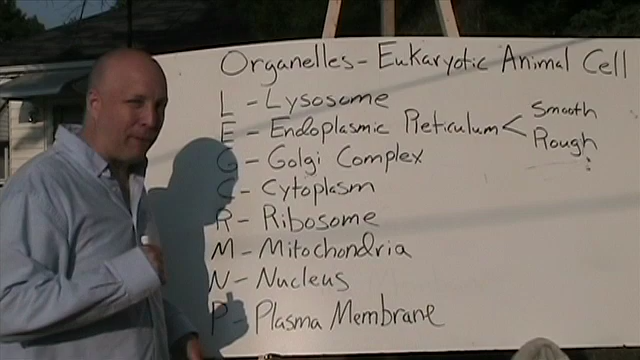 Organelles - Eukaryotic Animal Cell
L - Lysosome
E - Endoplasmic Reticulum < Smooth
Rough
G - Golgi Complex
C - Cytoplasm
R - Ribosome
M - Mitochondria
N - Nucleus
P - Plasma Membrane